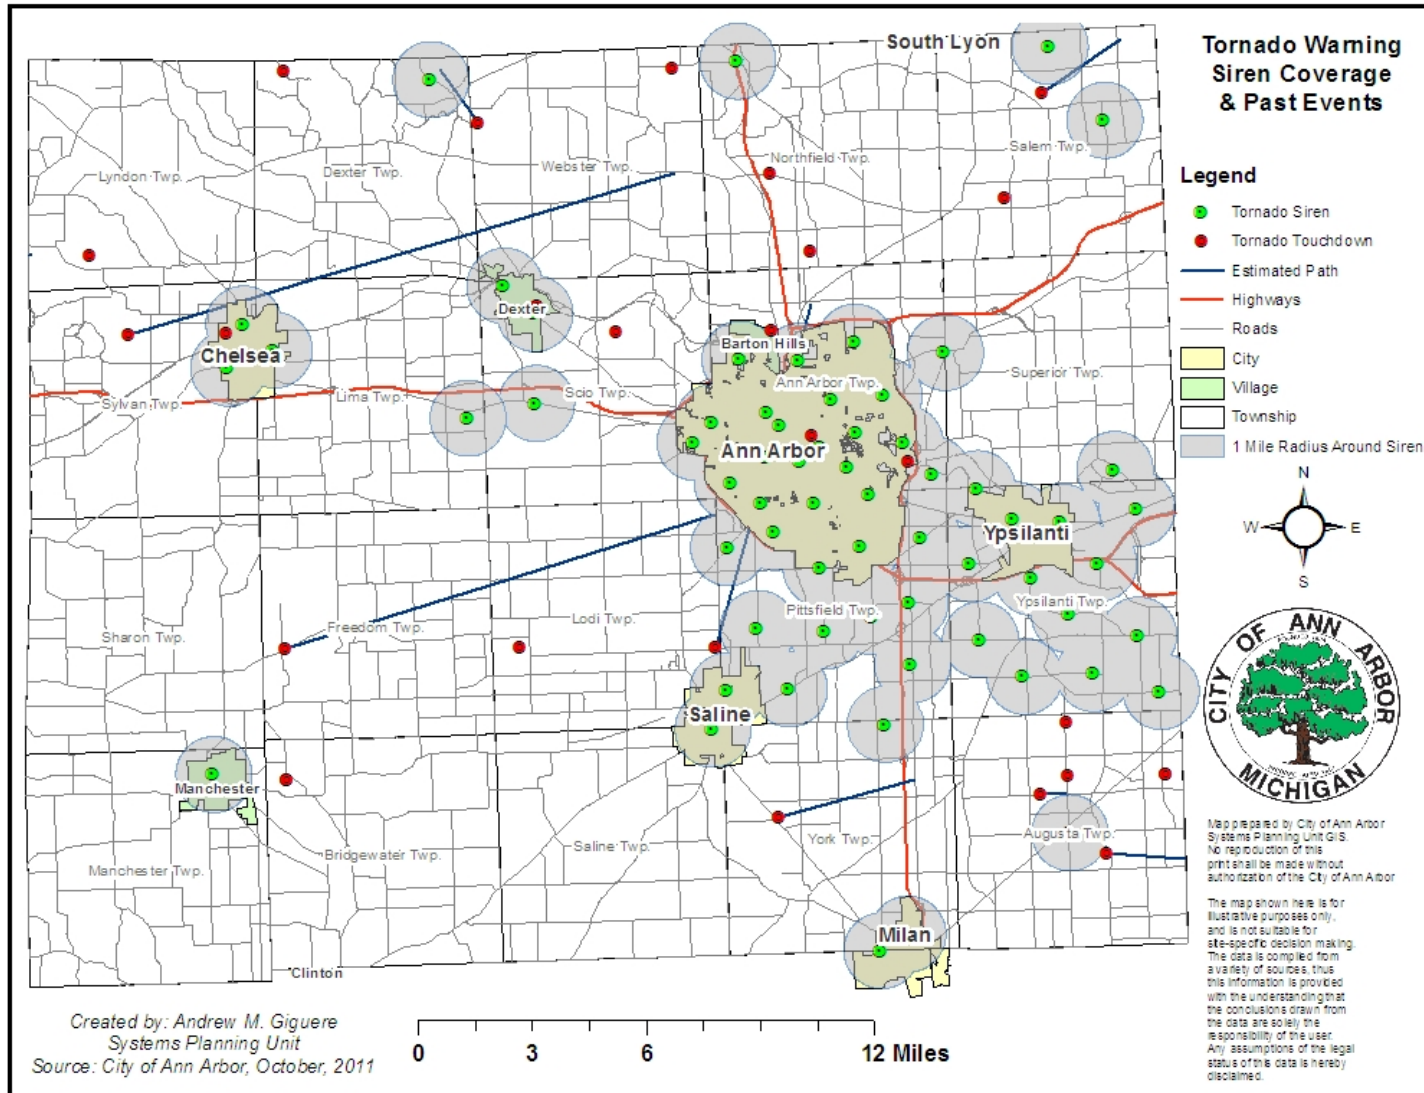 Tornado Warning
Siren Coverage
& Past Events
Legend
Tornado Siren
Tornado Touchdown
Estimated Path
Highways
Roads
City
Village
Township
1 Mile Radius Around Siren
N
W
E
S
CITY OF ANN ARBOR
MICHIGAN
South Lyon
Lyndon Twp.
Dexter Twp.
Webster Twp.
Northfield Twp.
Salem Twp.
Dexter
Chelsea
Barton Hills
Sylvan Twp.
Lima Twp.
Scio Twp.
Ann Arbor Twp.
Superior Twp.
Ann Arbor
Ypsilanti
Sharon Twp.
Freedom Twp.
Lodi Twp.
Pittsfield Twp.
Ypsilanti Twp.
Saline
Manchester
Manchester Twp.
Bridgewater Twp.
Saline Twp.
York Twp.
Augusta Twp.
Milan
Clinton
Created by: Andrew M. Giguere
Systems Planning Unit
Source: City of Ann Arbor, October, 2011
0 3 6 12 Miles
Map prepared by City of Ann Arbor
Systems Planning Unit GIS.
No reproduction of this
print shall be made without
authorization of the City of Ann Arbor
The map shown here is for
illustrative purposes only,
and is not suitable for
site-specific decision making.
The data is compiled from
a variety of sources, thus
this information is provided
with the understanding that
the conclusions drawn from
the data are solely the
responsibility of the user.
Any assumptions of the legal
status of this data is hereby
disclaimed.